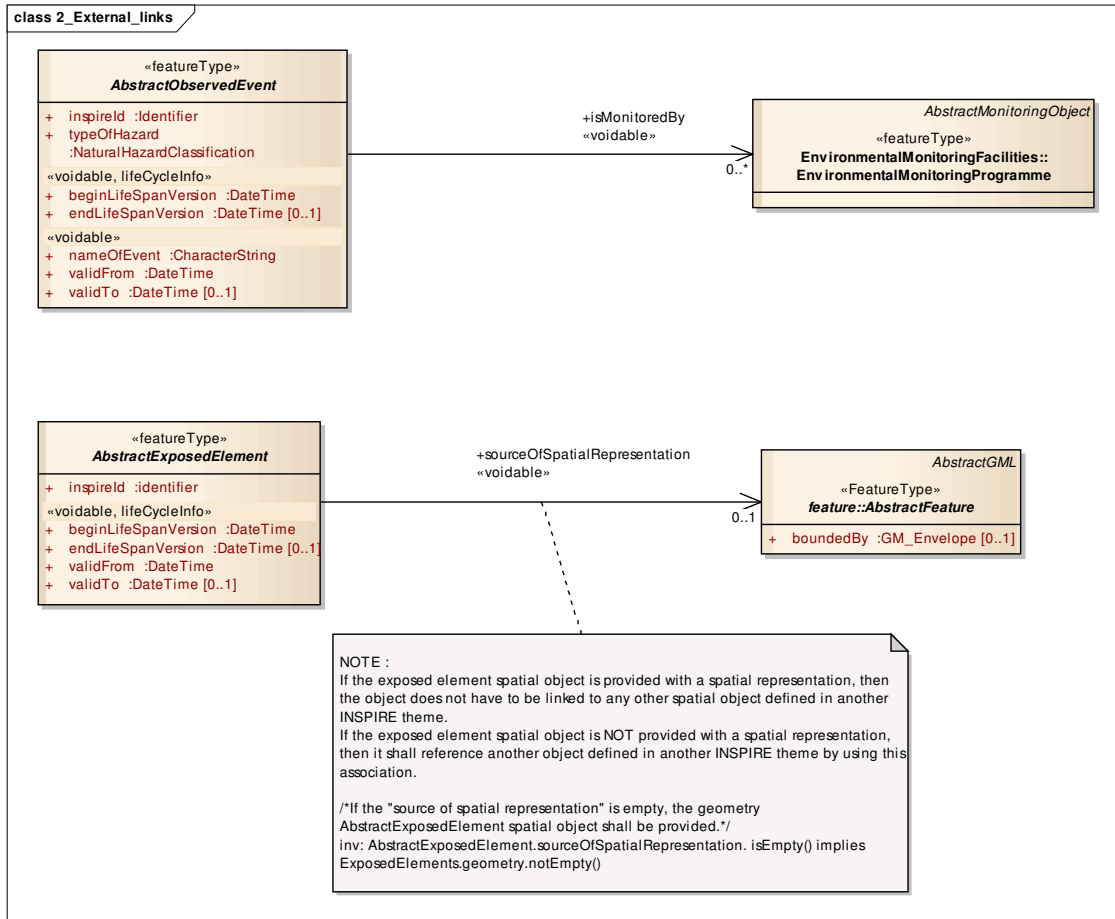 class 2_External_links
«featureType»
AbstractObservedEvent
+ inspireId :Identifier
+ typeOfHazard
:NaturalHazardClassification
«voidable, lifeCycleInfo»
+ beginLifeSpanVersion :DateTime
+ endLifeSpanVersion :DateTime [0..1]
«voidable»
+ nameOfEvent :CharacterString
+ validFrom :DateTime
+ validTo :DateTime [0..1]
+isMonitoredBy
«voidable»
0..*
AbstractMonitoringObject
«featureType»
EnvironmentalMonitoringFacilities::
EnvironmentalMonitoringProgramme
«featureType»
AbstractExposedElement
+ inspireId :identifier
«voidable, lifeCycleInfo»
+ beginLifeSpanVersion :DateTime
+ endLifeSpanVersion :DateTime [0..1]
+ validFrom :DateTime
+ validTo :DateTime [0..1]
+sourceOfSpatialRepresentation
«voidable»
0..1
AbstractGML
«FeatureType»
feature::AbstractFeature
+ boundedBy :GM_Envelope [0..1]
NOTE :
If the exposed element spatial object is provided with a spatial representation, then
the object does not have to be linked to any other spatial object defined in another
INSPIRE theme.
If the exposed element spatial object is NOT provided with a spatial representation,
then it shall reference another object defined in another INSPIRE theme by using this
association.
/*If the "source of spatial representation" is empty, the geometry
AbstractExposedElement spatial object shall be provided.*/
inv: AbstractExposedElement.sourceOfSpatialRepresentation. isEmpty() implies
ExposedElements.geometry.notEmpty()